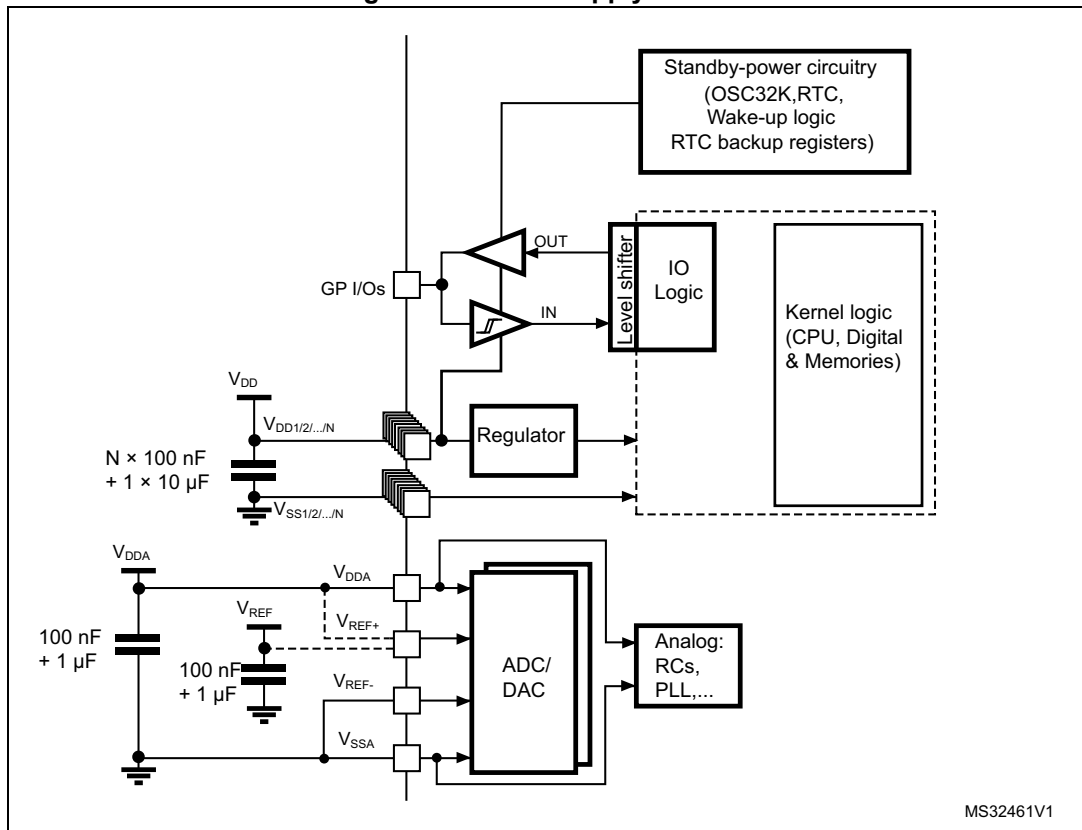 Standby-power circuitry
(OSC32K,RTC,
Wake-up logic
RTC backup registers)
OUT
Level shifter
IO
Logic
GP I/Os
IN
Kernel logic
(CPU, Digital
& Memories)
VDD
VDD1/2/.../N
Regulator
N × 100 nF
+ 1 × 10 µF
VSS1/2/.../N
VDDA
VDDA
VREF
VREF+
100 nF
+ 1 µF
100 nF
+ 1 µF
VREF-
ADC/
DAC
Analog:
RCs,
PLL,...
VSSA
MS32461V1